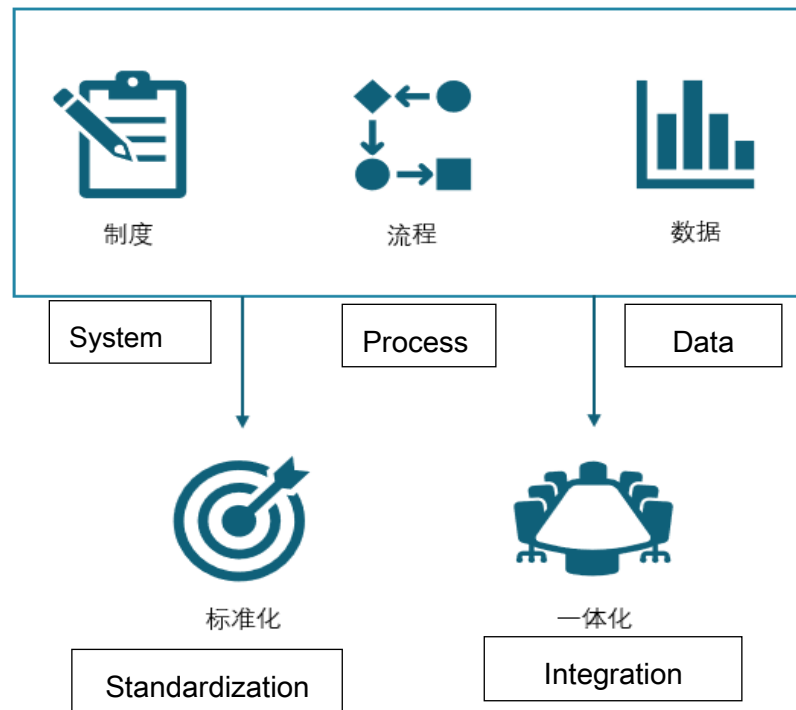 制度
流程
数据
System
Process
Data
标准化
一体化
Standardization
Integration